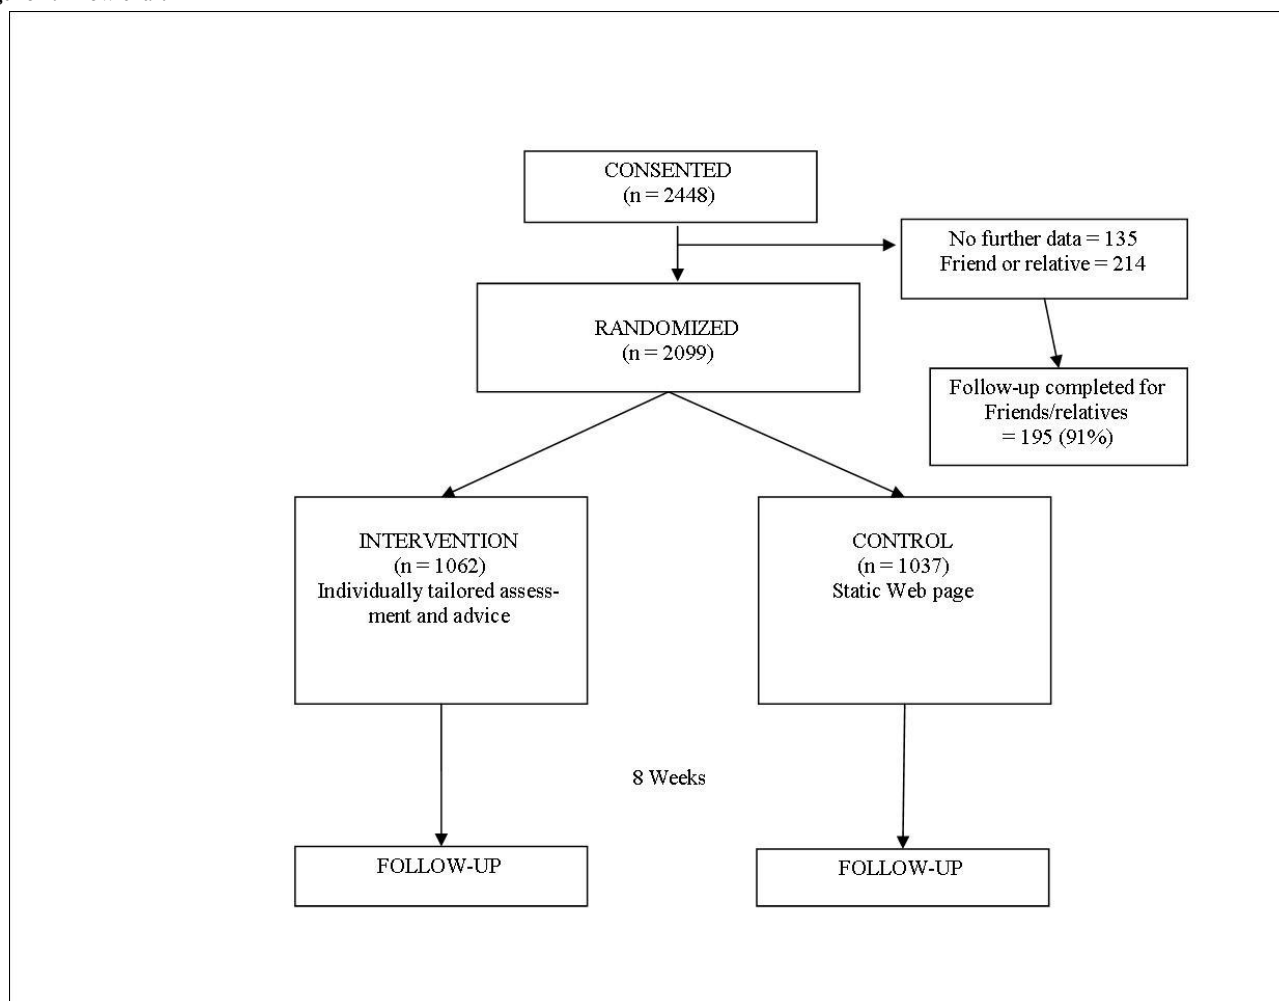 CONSENTED
(n = 2448)
No further data = 135
Friend or relative = 214
RANDOMIZED
(n = 2099)
Follow-up completed for
Friends/relatives
= 195 (91%)
INTERVENTION
(n = 1062)
Individually tailored assess-
ment and advice
CONTROL
(n = 1037)
Static Web page
8 Weeks
FOLLOW-UP
FOLLOW-UP